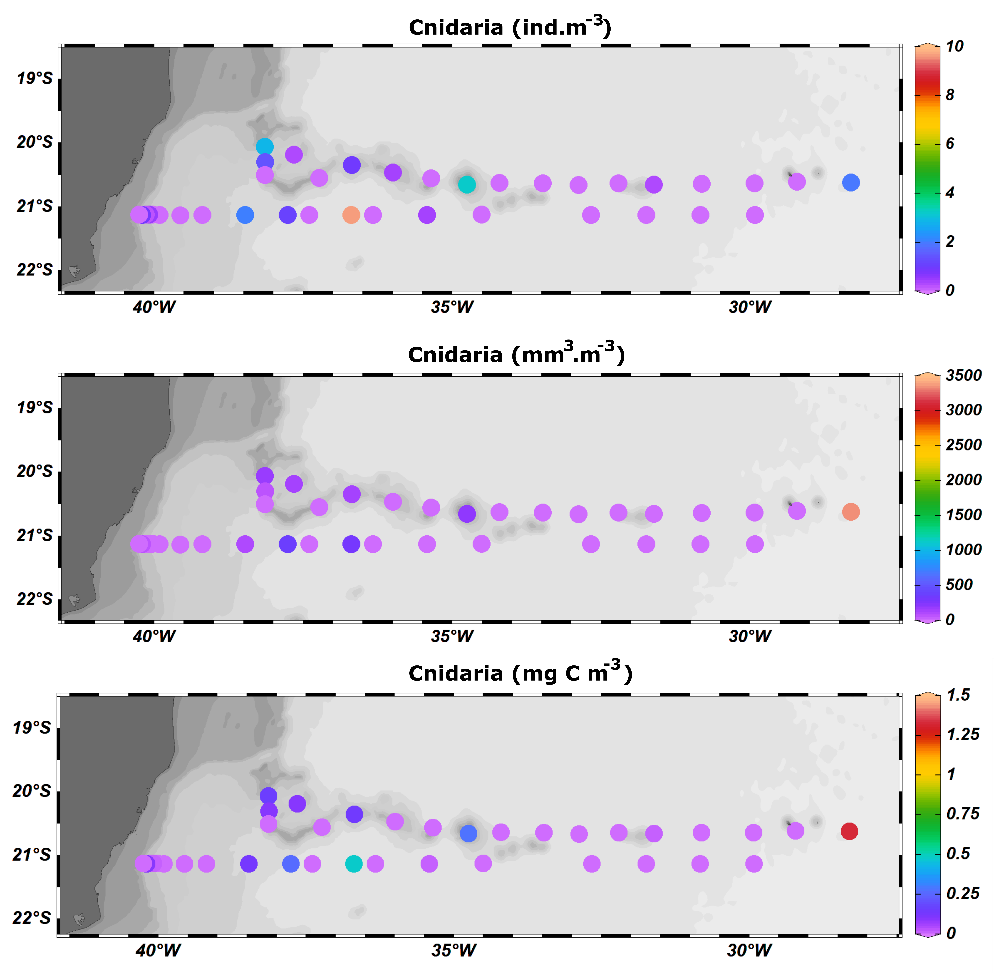 Cnidaria (ind.m-3)
19°S
20°S
21°S
22°S
40°W
35°W
30°W
10
8
6
4
2
0
Cnidaria (mm3.m-3)
19°S
20°S
21°S
22°S
40°W
35°W
30°W
3500
3000
2500
2000
1500
1000
500
0
Cnidaria (mg C m-3)
19°S
20°S
21°S
22°S
40°W
35°W
30°W
1.5
1.25
1
0.75
0.5
0.25
0